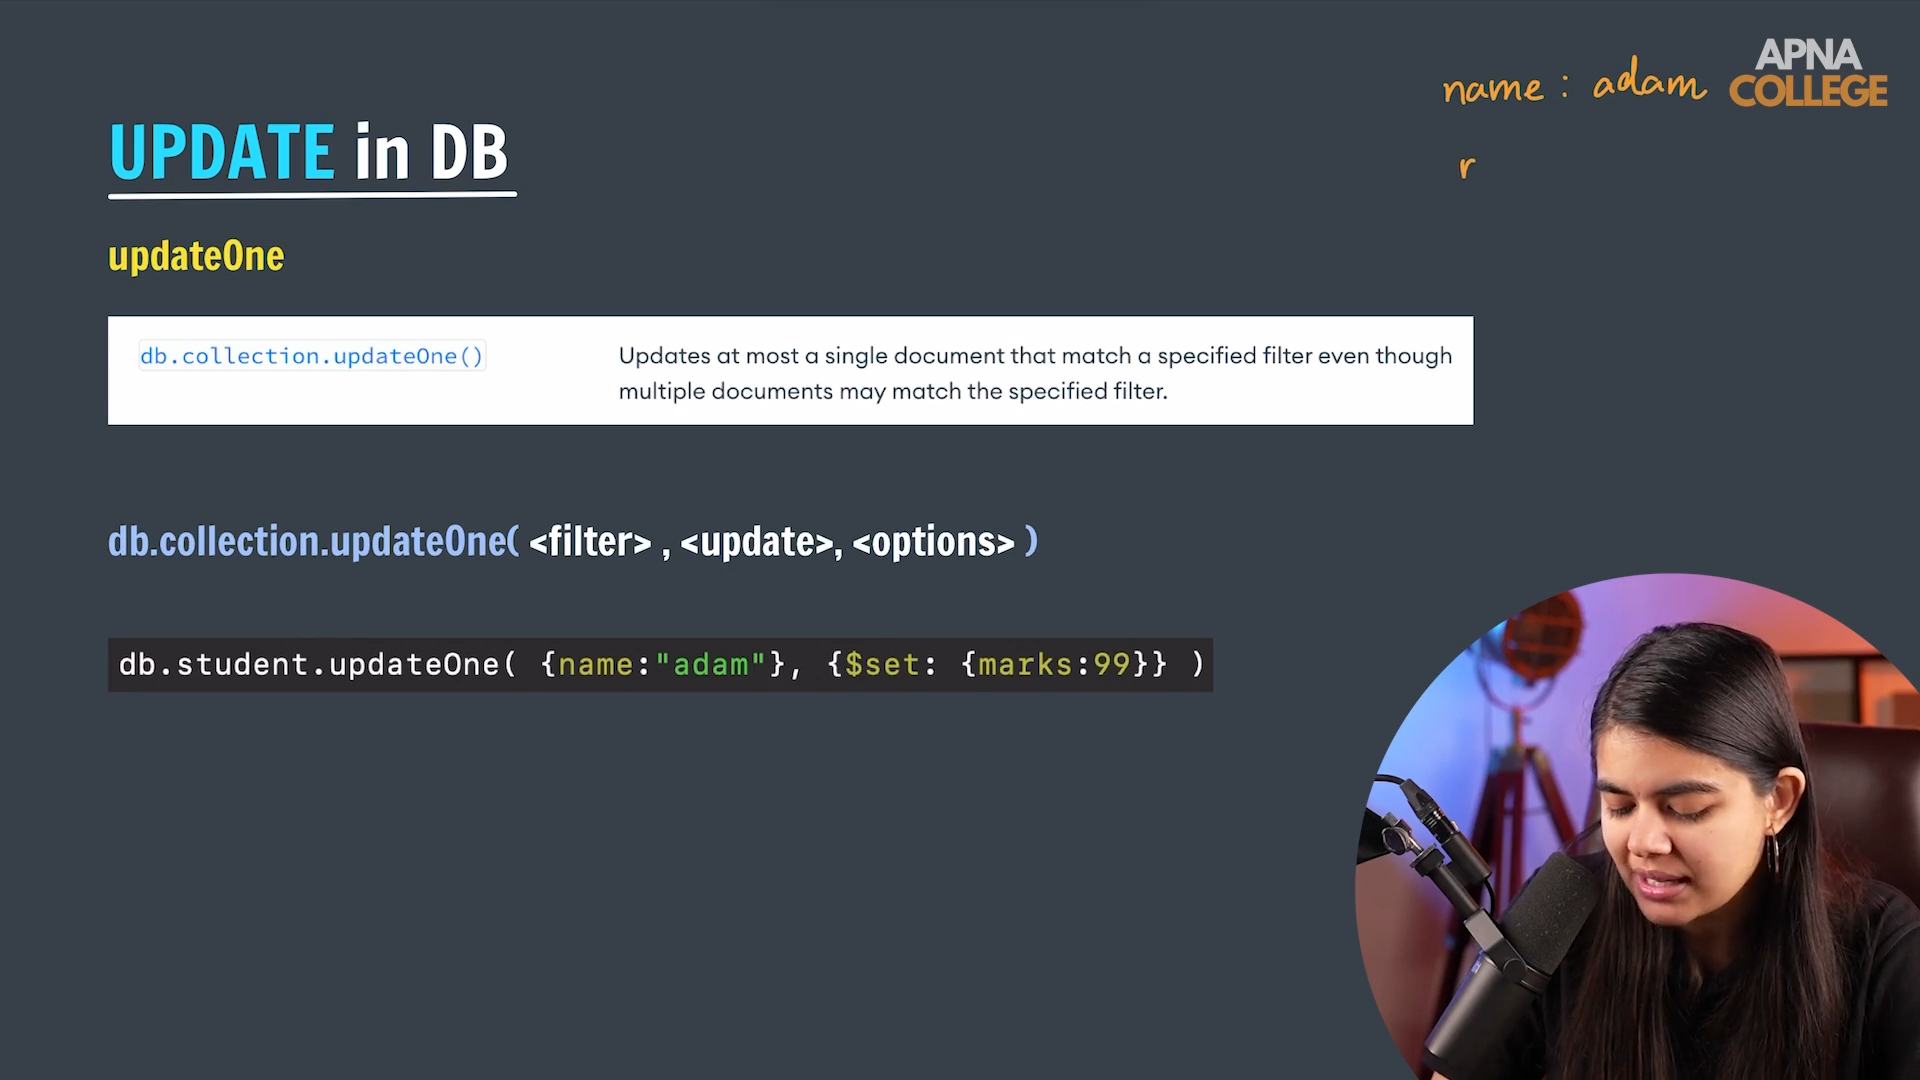 APNA
COLLEGE
name : adam
r
UPDATE in DB
updateOne
db.collection.updateOne()
Updates at most a single document that match a specified filter even though
multiple documents may match the specified filter.
db.collection.updateOne( <filter> , <update>, <options> )
db.student.updateOne( {name:"adam"}, {$set: {marks:99}} )